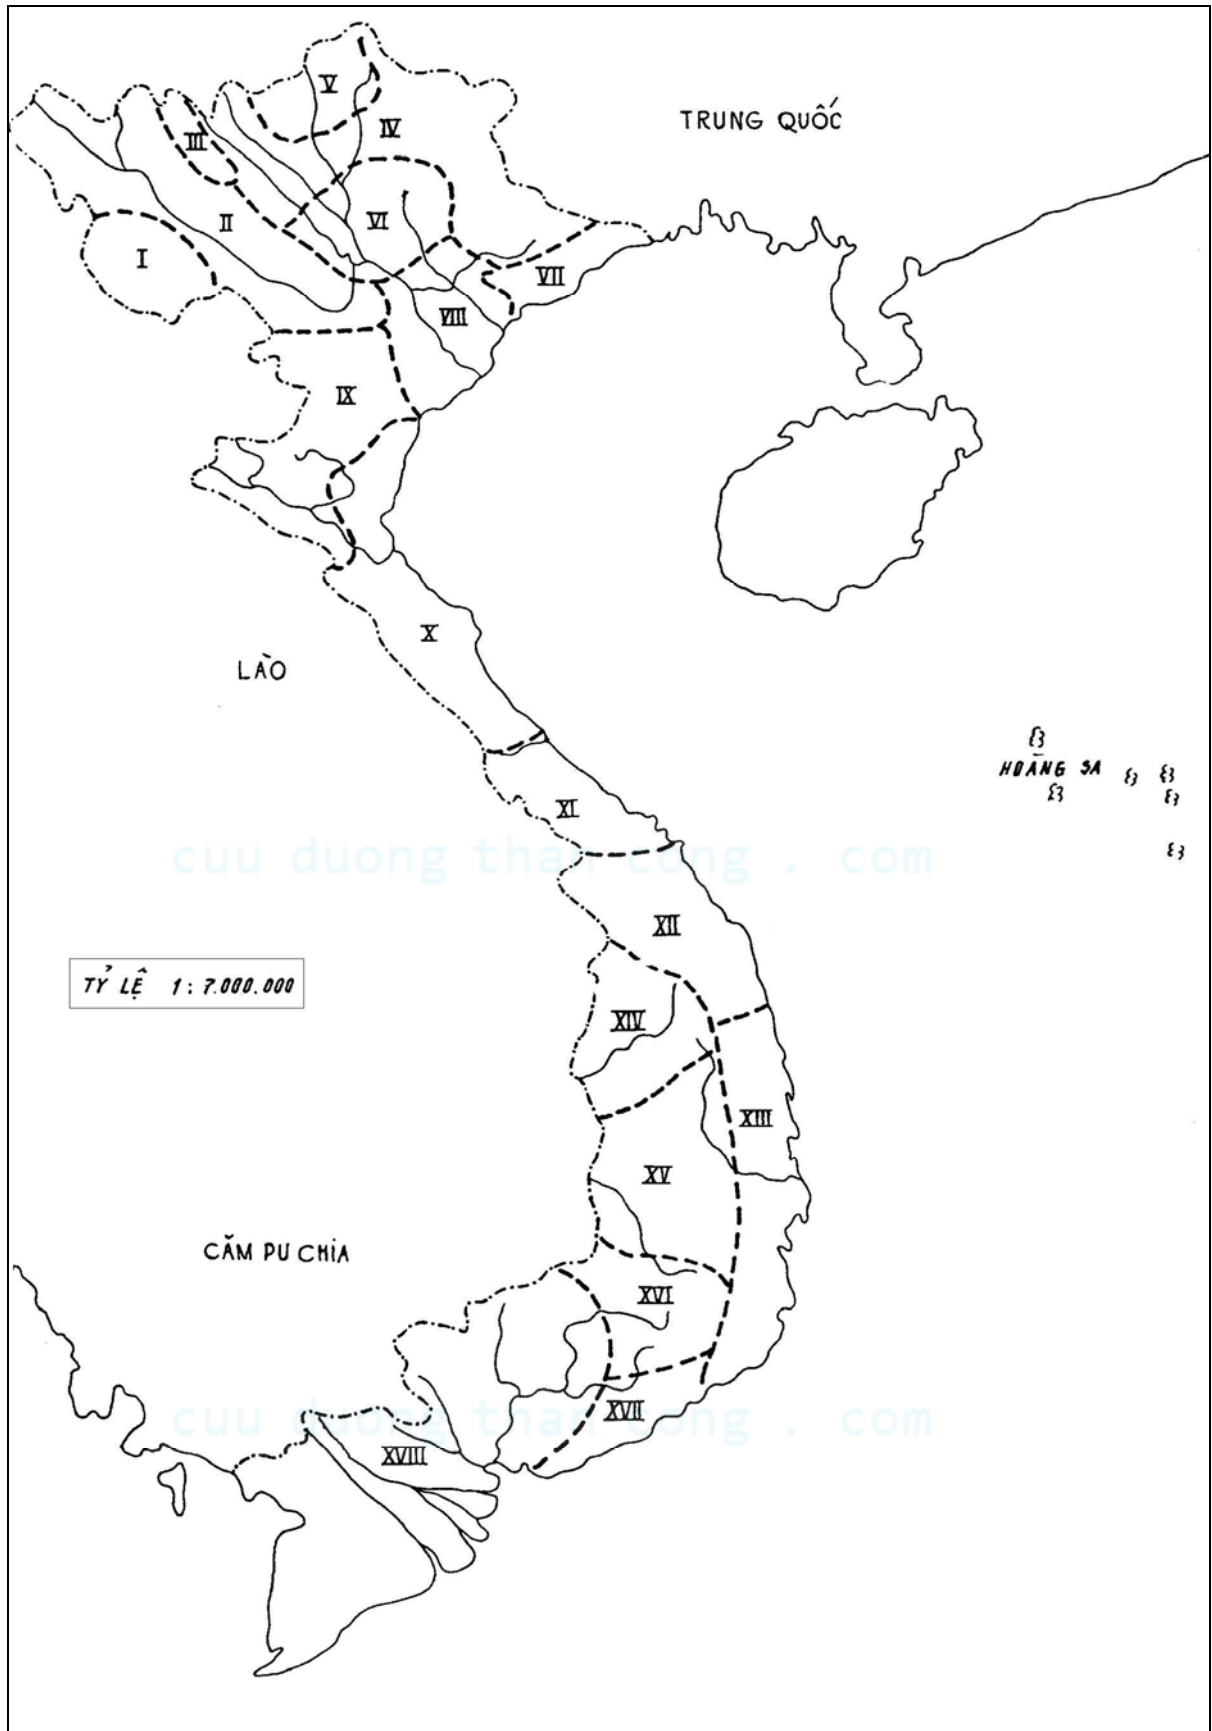 V
TRUNG QUỐC
IV
III
II
VI
I
VII
VIII
IX
X
LÀO
HOÀNG SA
XI
cuu duong than cong . com
XII
TỶ LỆ 1 : 7.000.000
XIV
XIII
XV
CĂM PU CHIA
XVI
XVII
cuu duong than cong . com
XVIII